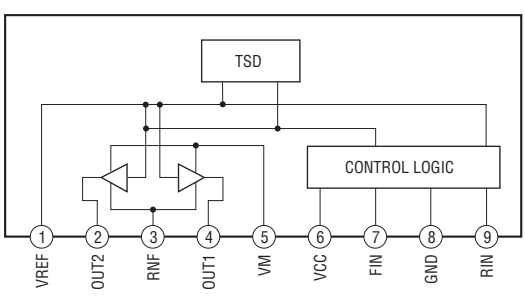 TSD
CONTROL LOGIC
1 2 3 4 5 6 7 8 9
VREF OUT2 RNF OUT1 VM VCC FIN GND RIN